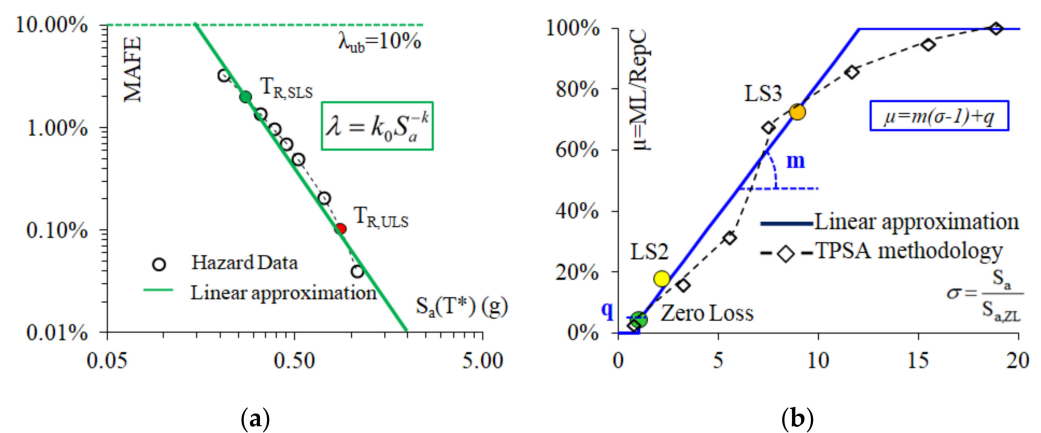 10.00%
1.00%
0.10%
0.01%
MAFE
λub=10%
TR,SLS
λ = k0Sa^-k
TR,ULS
Hazard Data
Linear approximation
Sa(T*) (g)
0.05
0.50
5.00
(a)
100%
80%
60%
40%
20%
0%
μ=ML/RepC
LS3
μ=m(σ-1)+q
m
Linear approximation
TPSA methodology
LS2
σ = Sa / Sa,ZL
q
Zero Loss
0
5
10
15
20
(b)